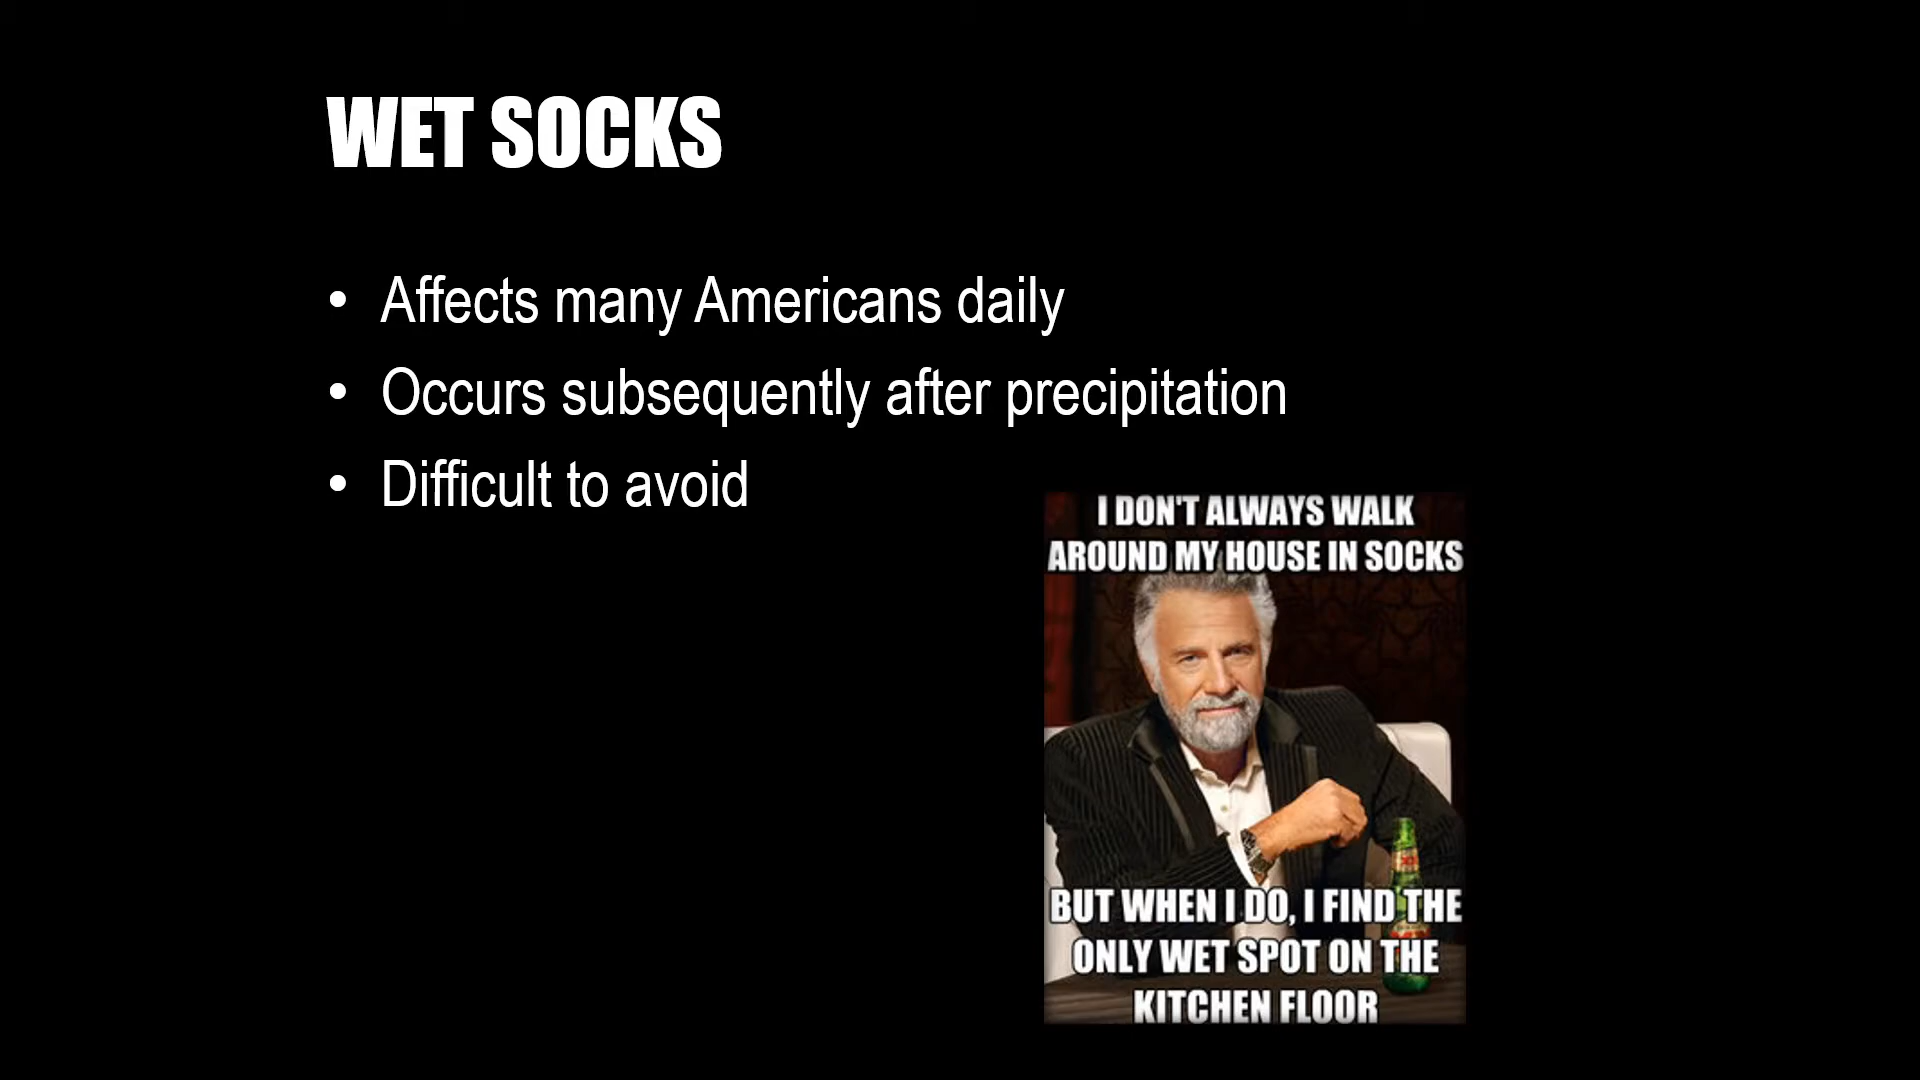 WET SOCKS
• Affects many Americans daily
• Occurs subsequently after precipitation
• Difficult to avoid
I DON'T ALWAYS WALK
AROUND MY HOUSE IN SOCKS
BUT WHEN I DO, I FIND THE
ONLY WET SPOT ON THE
KITCHEN FLOOR